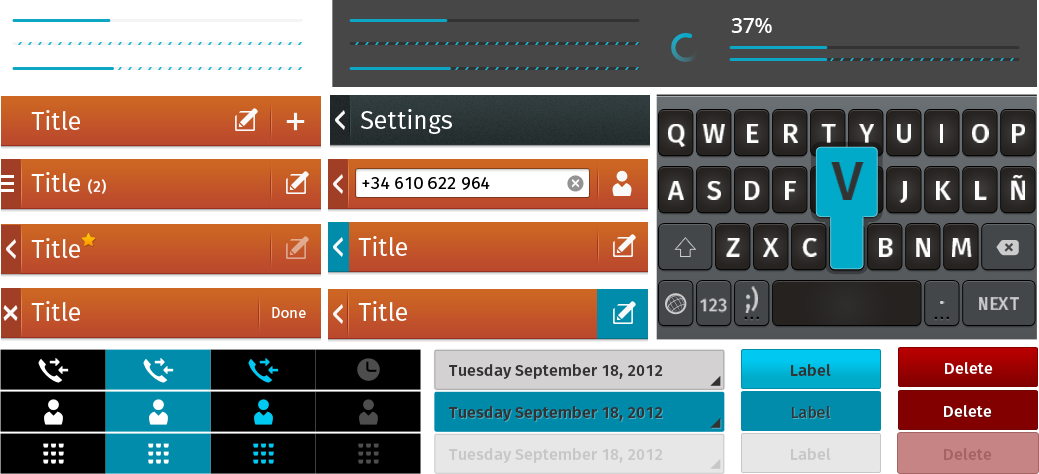 37%
Title
Settings
Title (2)
+34 610 622 964
Title
Title
Title
Done
Title
Q W E R T Y U I O P
A S D F V J K L Ñ
Z X C B N M
123 ;) ... . ... NEXT
Tuesday September 18, 2012
Label
Delete
Tuesday September 18, 2012
Label
Delete
Tuesday September 18, 2012
Label
Delete